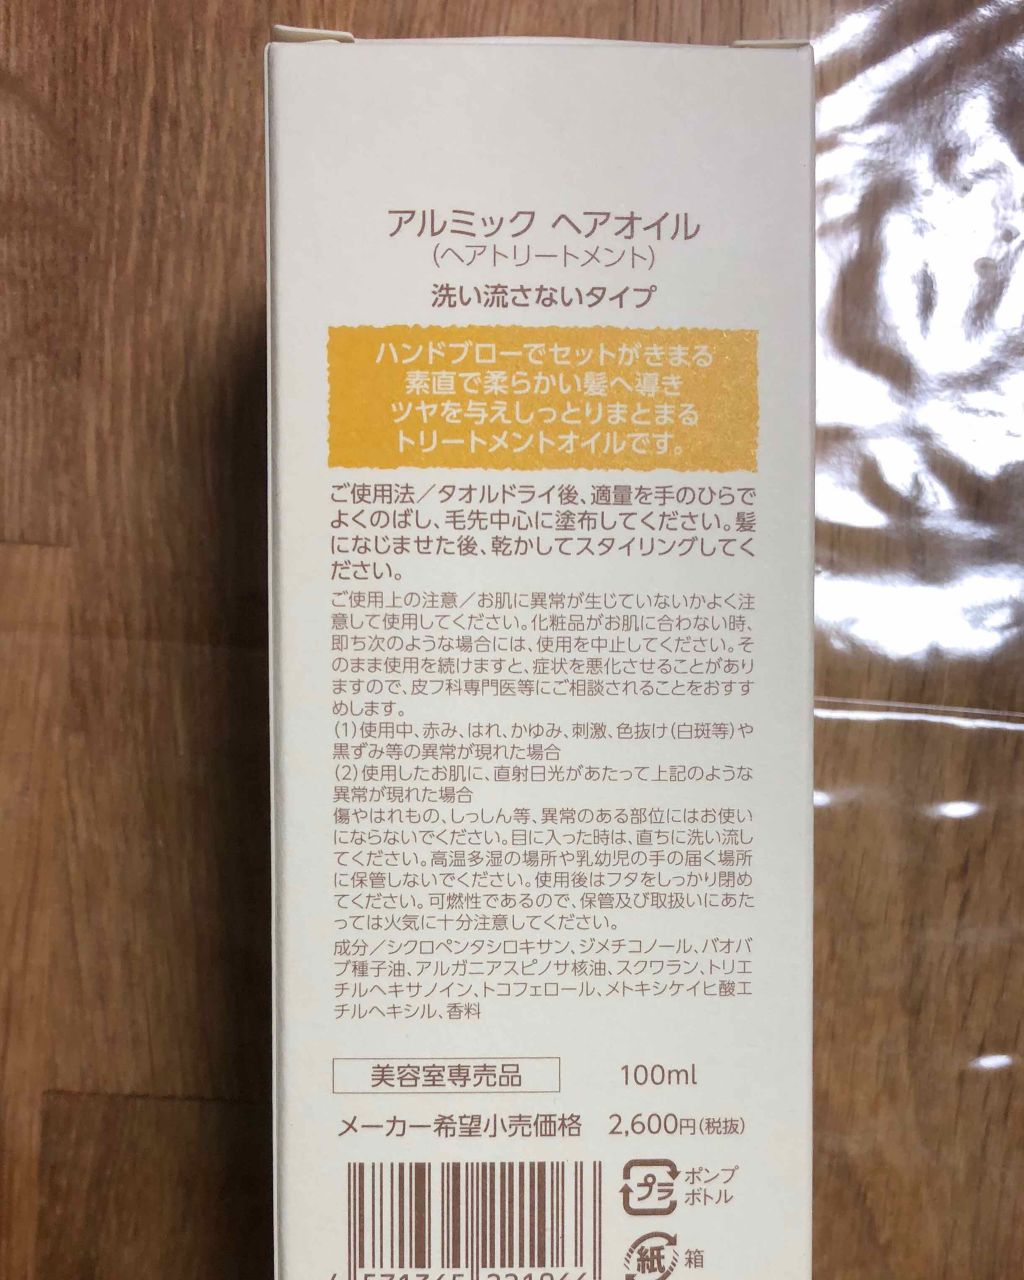 アルミック ヘアオイル
(ヘアトリートメント)
洗い流さないタイプ
ハンドブローでセットがきまる
素直で柔らかい髪へ導き
ツヤを与えしっとりまとまる
トリートメントオイルです。
ご使用法／タオルドライ後、適量を手のひらで
よくのばし、毛先中心に塗布してください。髪
になじませた後、乾かしてスタイリングしてく
ださい。
ご使用上の注意／お肌に異常が生じていないかよく注
意して使用してください。化粧品がお肌に合わない時、
即ち次のような場合には、使用を中止してください。そ
のまま使用を続けますと、症状を悪化させることがあり
ますので、皮フ科専門医等にご相談されることをおすす
めします。
(1)使用中、赤み、はれ、かゆみ、刺激、色抜け(白斑等)や
黒ずみ等の異常が現れた場合
(2)使用したお肌に、直射日光があたって上記のような
異常が現れた場合
傷やはれもの、しっしん等、異常のある部位にはお使い
にならないでください。目に入った時は、直ちに洗い流し
てください。高温多湿の場所や乳幼児の手の届く場所
に保管しないでください。使用後はフタをしっかり閉め
てください。可燃性であるので、保管及び取扱いにあた
っては火気に十分注意してください。
成分／シクロペンタシロキサン、ジメチコノール、バオバ
ブ種子油、アルガニアスピノサ核油、スクワラン、トリエ
チルヘキサノイン、トコフェロール、メトキシケイヒ酸エ
チルヘキシル、香料
美容室専売品 100ml
メーカー希望小売価格 2,600円(税抜)
プラ ポンプ
ボトル
紙 箱